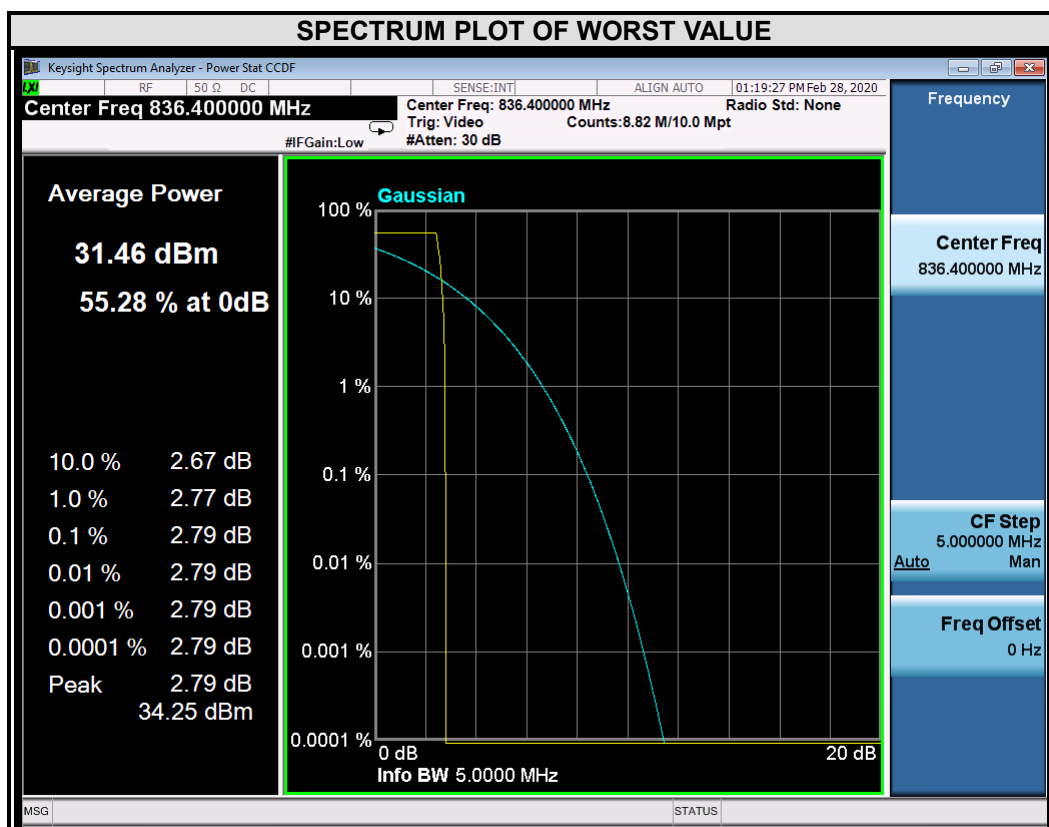 SPECTRUM PLOT OF WORST VALUE
Keysight Spectrum Analyzer - Power Stat CCDF
LXI RF 50 Ω DC SENSE:INT ALIGN AUTO 01:19:27 PM Feb 28, 2020
Center Freq 836.400000 MHz
Center Freq: 836.400000 MHz Radio Std: None
Trig: Video Counts:8.82 M/10.0 Mpt
#IFGain:Low #Atten: 30 dB
Average Power
31.46 dBm
55.28 % at 0dB
10.0 % 2.67 dB
1.0 % 2.77 dB
0.1 % 2.79 dB
0.01 % 2.79 dB
0.001 % 2.79 dB
0.0001 % 2.79 dB
Peak 2.79 dB
34.25 dBm
Gaussian
100 %
10 %
1 %
0.1 %
0.01 %
0.001 %
0.0001 %
0 dB 20 dB
Info BW 5.0000 MHz
Frequency
Center Freq
836.400000 MHz
CF Step
5.000000 MHz
Auto Man
Freq Offset
0 Hz
MSG STATUS